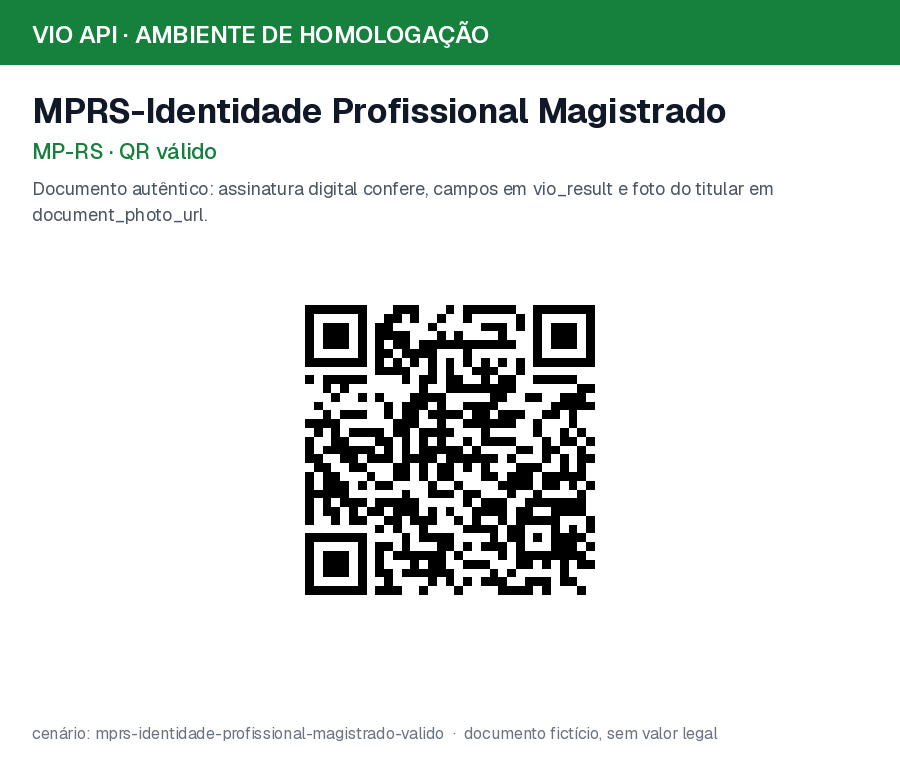 VIO API · AMBIENTE DE HOMOLOGAÇÃO
MPRS-Identidade Profissional Magistrado
MP-RS · QR válido
Documento autêntico: assinatura digital confere, campos em vio_result e foto do titular em
document_photo_url.
cenário: mprs-identidade-profissional-magistrado-valido · documento fictício, sem valor legal